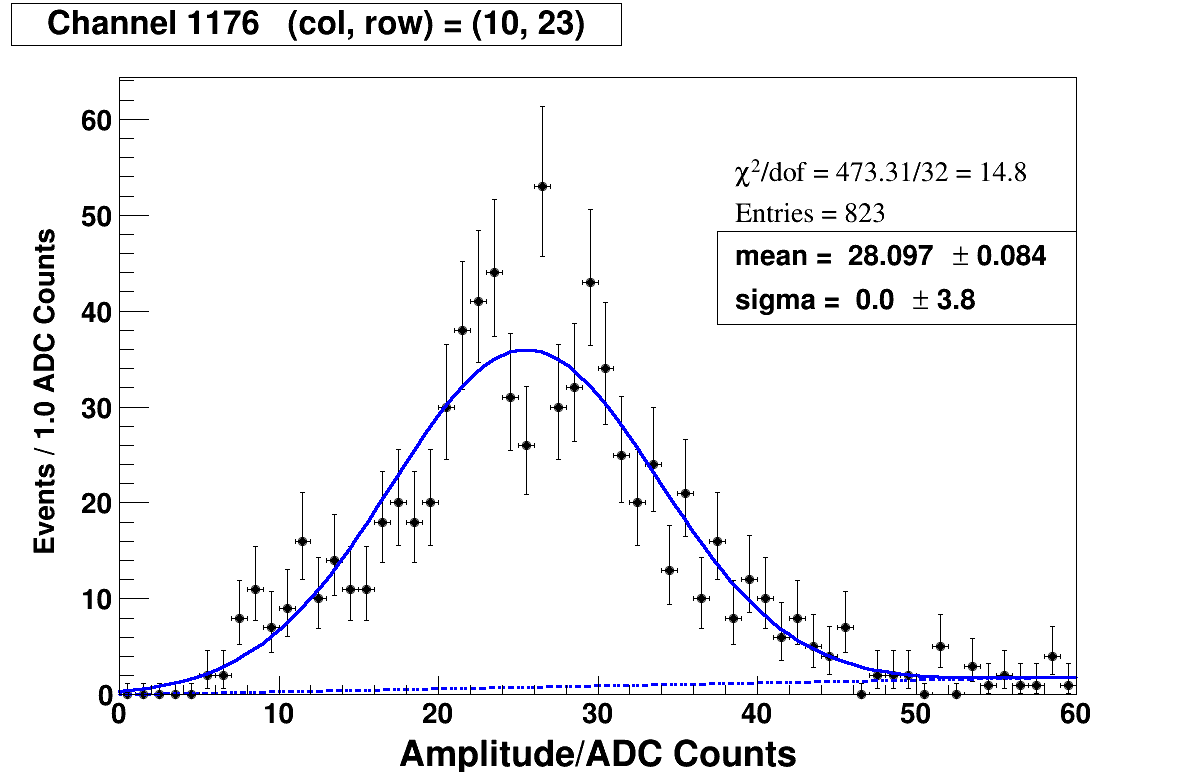 Channel 1176 (col, row) = (10, 23)
χ²/dof = 473.31/32 = 14.8
Entries = 823
mean = 28.097 ± 0.084
sigma = 0.0 ± 3.8
Events / 1.0 ADC Counts
60
50
40
30
20
10
0
0 10 20 30 40 50 60
Amplitude/ADC Counts